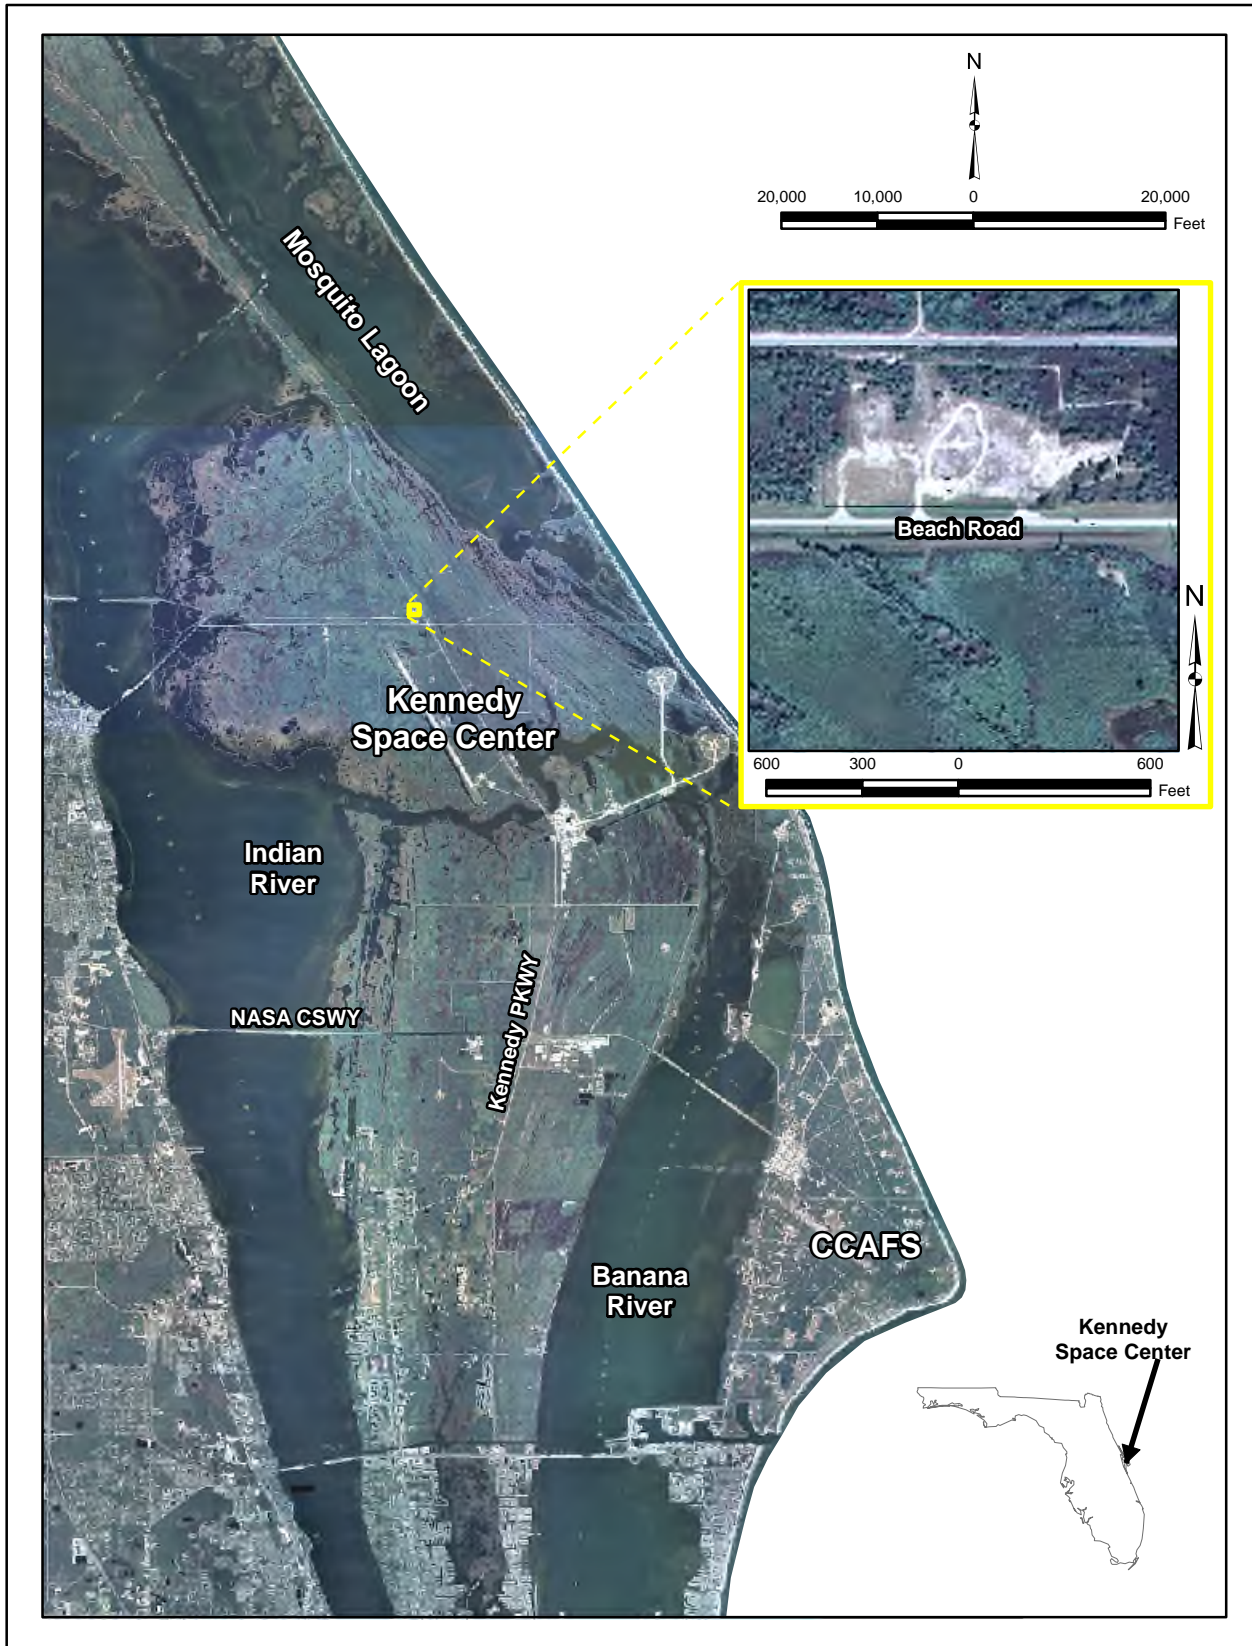 N
20,000 10,000 0 20,000
Feet
Mosquito Lagoon
Beach Road
N
600 300 0 600
Feet
Kennedy
Space Center
Indian
River
NASA CSWY
Kennedy PKWY
CCAFS
Banana
River
Kennedy
Space Center